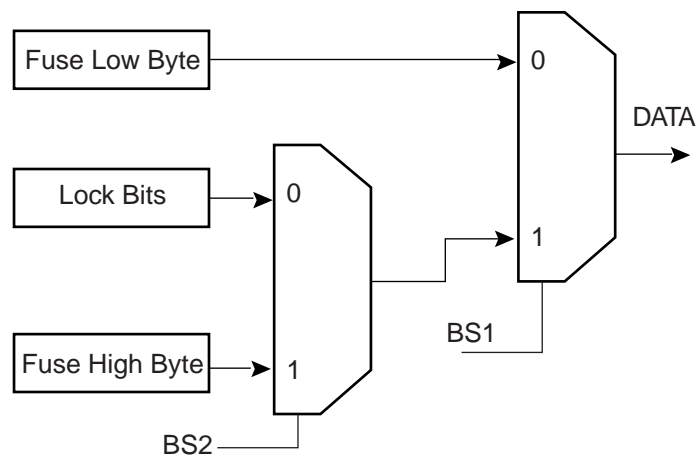 Fuse Low Byte
0
DATA
Lock Bits
0
1
BS1
Fuse High Byte
1
BS2